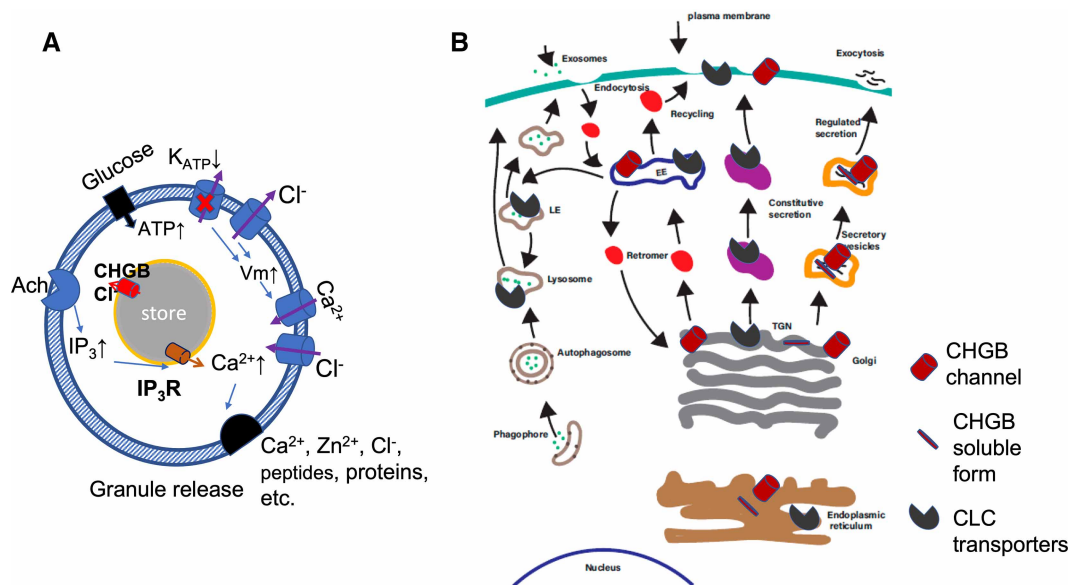 A
Glucose
K_ATP↓
Cl⁻
ATP↑
Vm↑
CHGB
Cl⁻
Ach
store
Ca²⁺
IP₃↑
Ca²⁺↑
IP₃R
Cl⁻
Granule release
Ca²⁺, Zn²⁺, Cl⁻,
peptides, proteins,
etc.
B
plasma membrane
Exosomes
Exocytosis
Endocytosis
Recycling
Regulated
secretion
EE
LE
Constitutive
secretion
Retromer
Secretory
vesicles
Lysosome
TGN
Autophagosome
Golgi
Phagophore
Endoplasmic
reticulum
Nucleus
CHGB
channel
CHGB
soluble
form
CLC
transporters